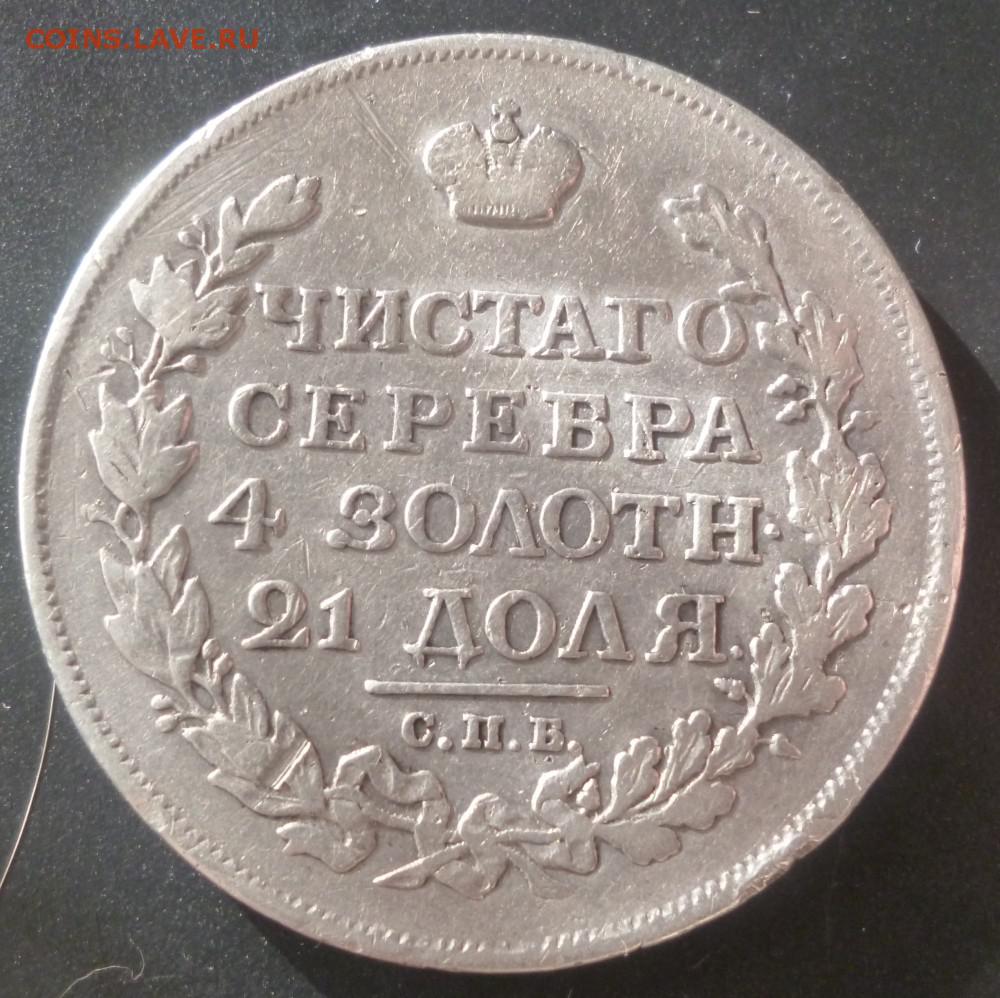 COINS.LAVE.RU
ЧИСТАГО
СЕРЕБРА
4 ЗОЛОТН·
21 ДОЛЯ.
С.П.Б.